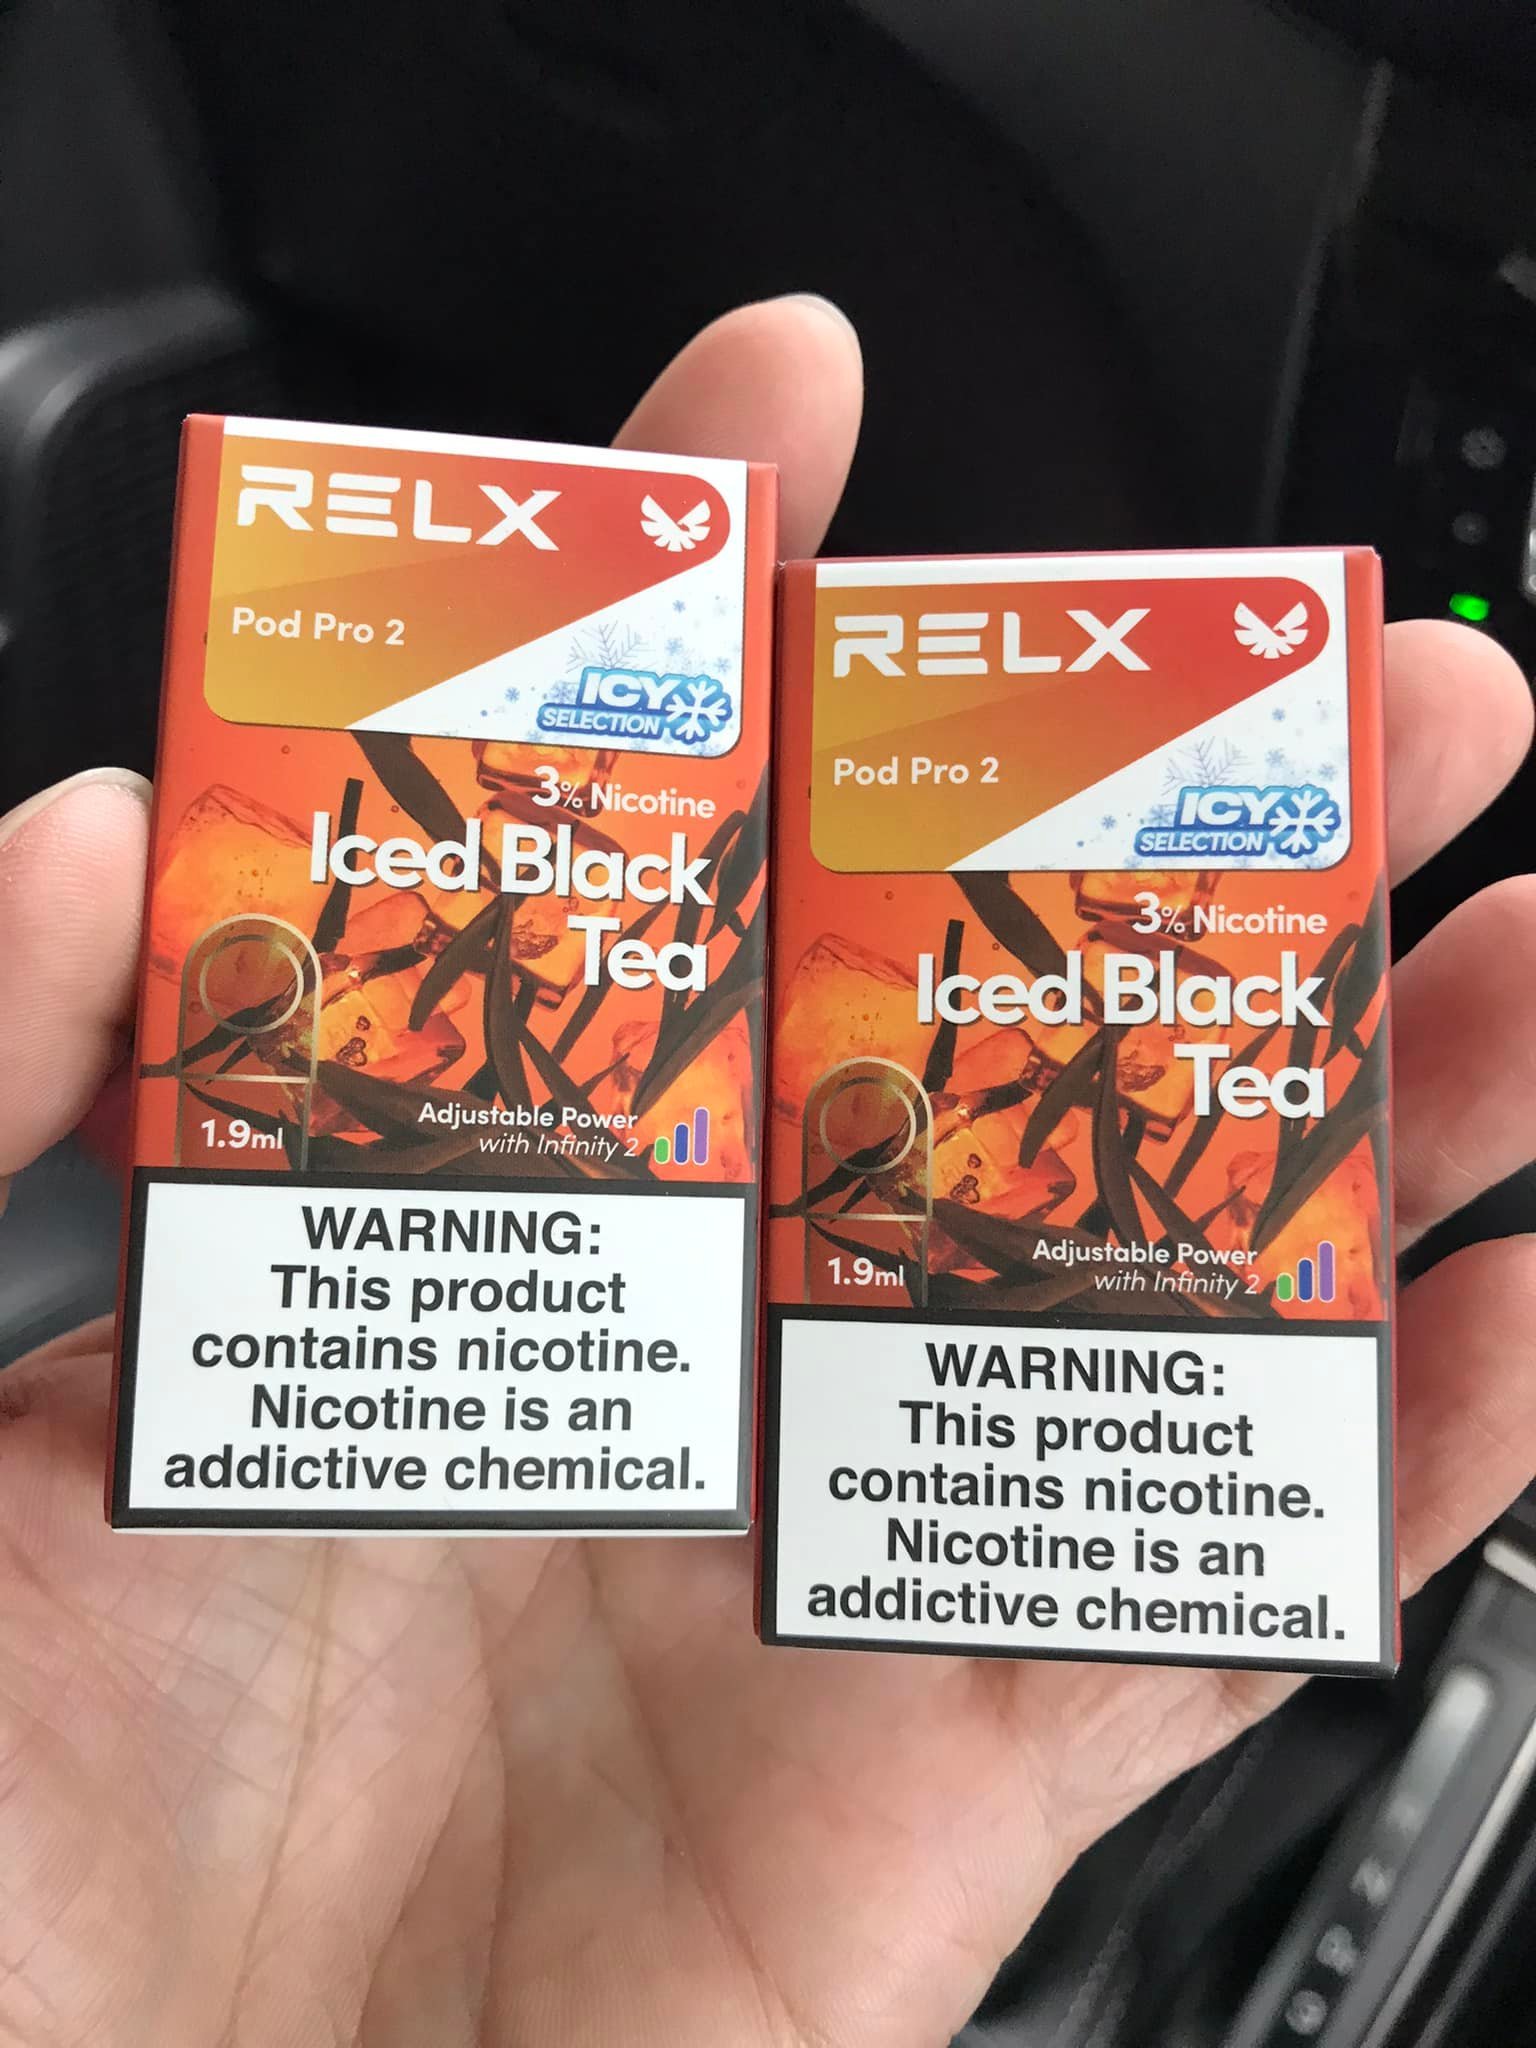 RELX
Pod Pro 2
ICY
SELECTION
3% Nicotine
Iced Black
Tea
1.9ml
Adjustable Power
with Infinity 2
WARNING:
This product
contains nicotine.
Nicotine is an
addictive chemical.
RELX
Pod Pro 2
ICY
SELECTION
3% Nicotine
Iced Black
Tea
1.9ml
Adjustable Power
with Infinity 2
WARNING:
This product
contains nicotine.
Nicotine is an
addictive chemical.